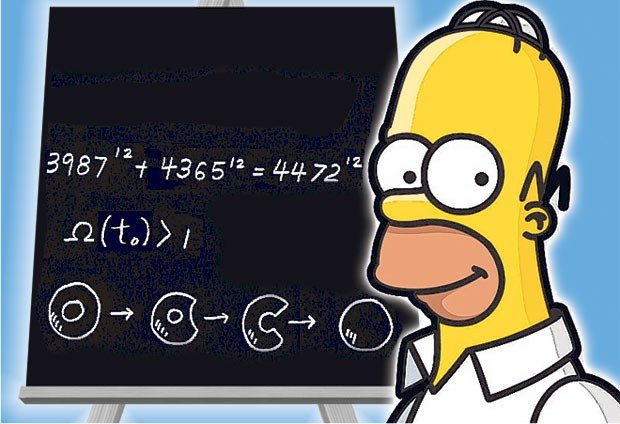 3987¹² + 4365¹² = 4472¹²
Ω(t₀) > 1
→ → →